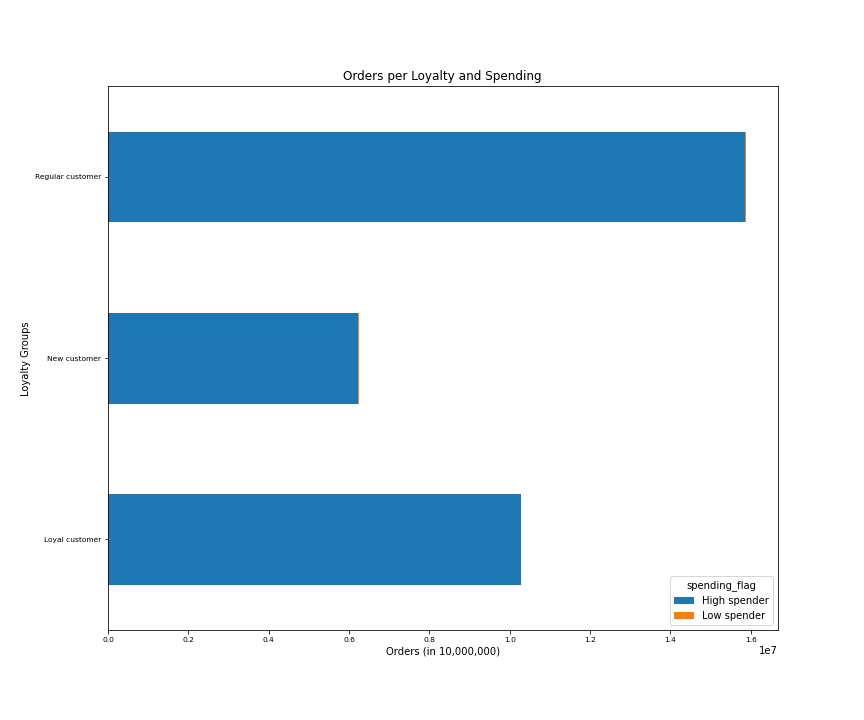 Orders per Loyalty and Spending
Loyalty Groups
Regular customer
New customer
Loyal customer
spending_flag
High spender
Low spender
0.0 0.2 0.4 0.6 0.8 1.0 1.2 1.4 1.6
Orders (in 10,000,000)
1e7